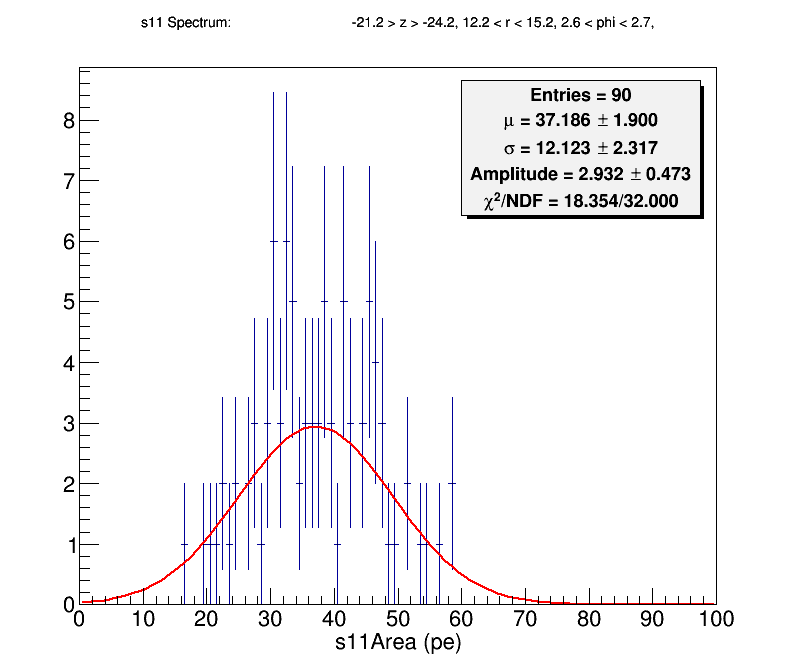 s11 Spectrum: -21.2 > z > -24.2, 12.2 < r < 15.2, 2.6 < phi < 2.7,
Entries = 90
μ = 37.186 ± 1.900
σ = 12.123 ± 2.317
Amplitude = 2.932 ± 0.473
χ²/NDF = 18.354/32.000
8
7
6
5
4
3
2
1
0
0 10 20 30 40 50 60 70 80 90 100
s11Area (pe)